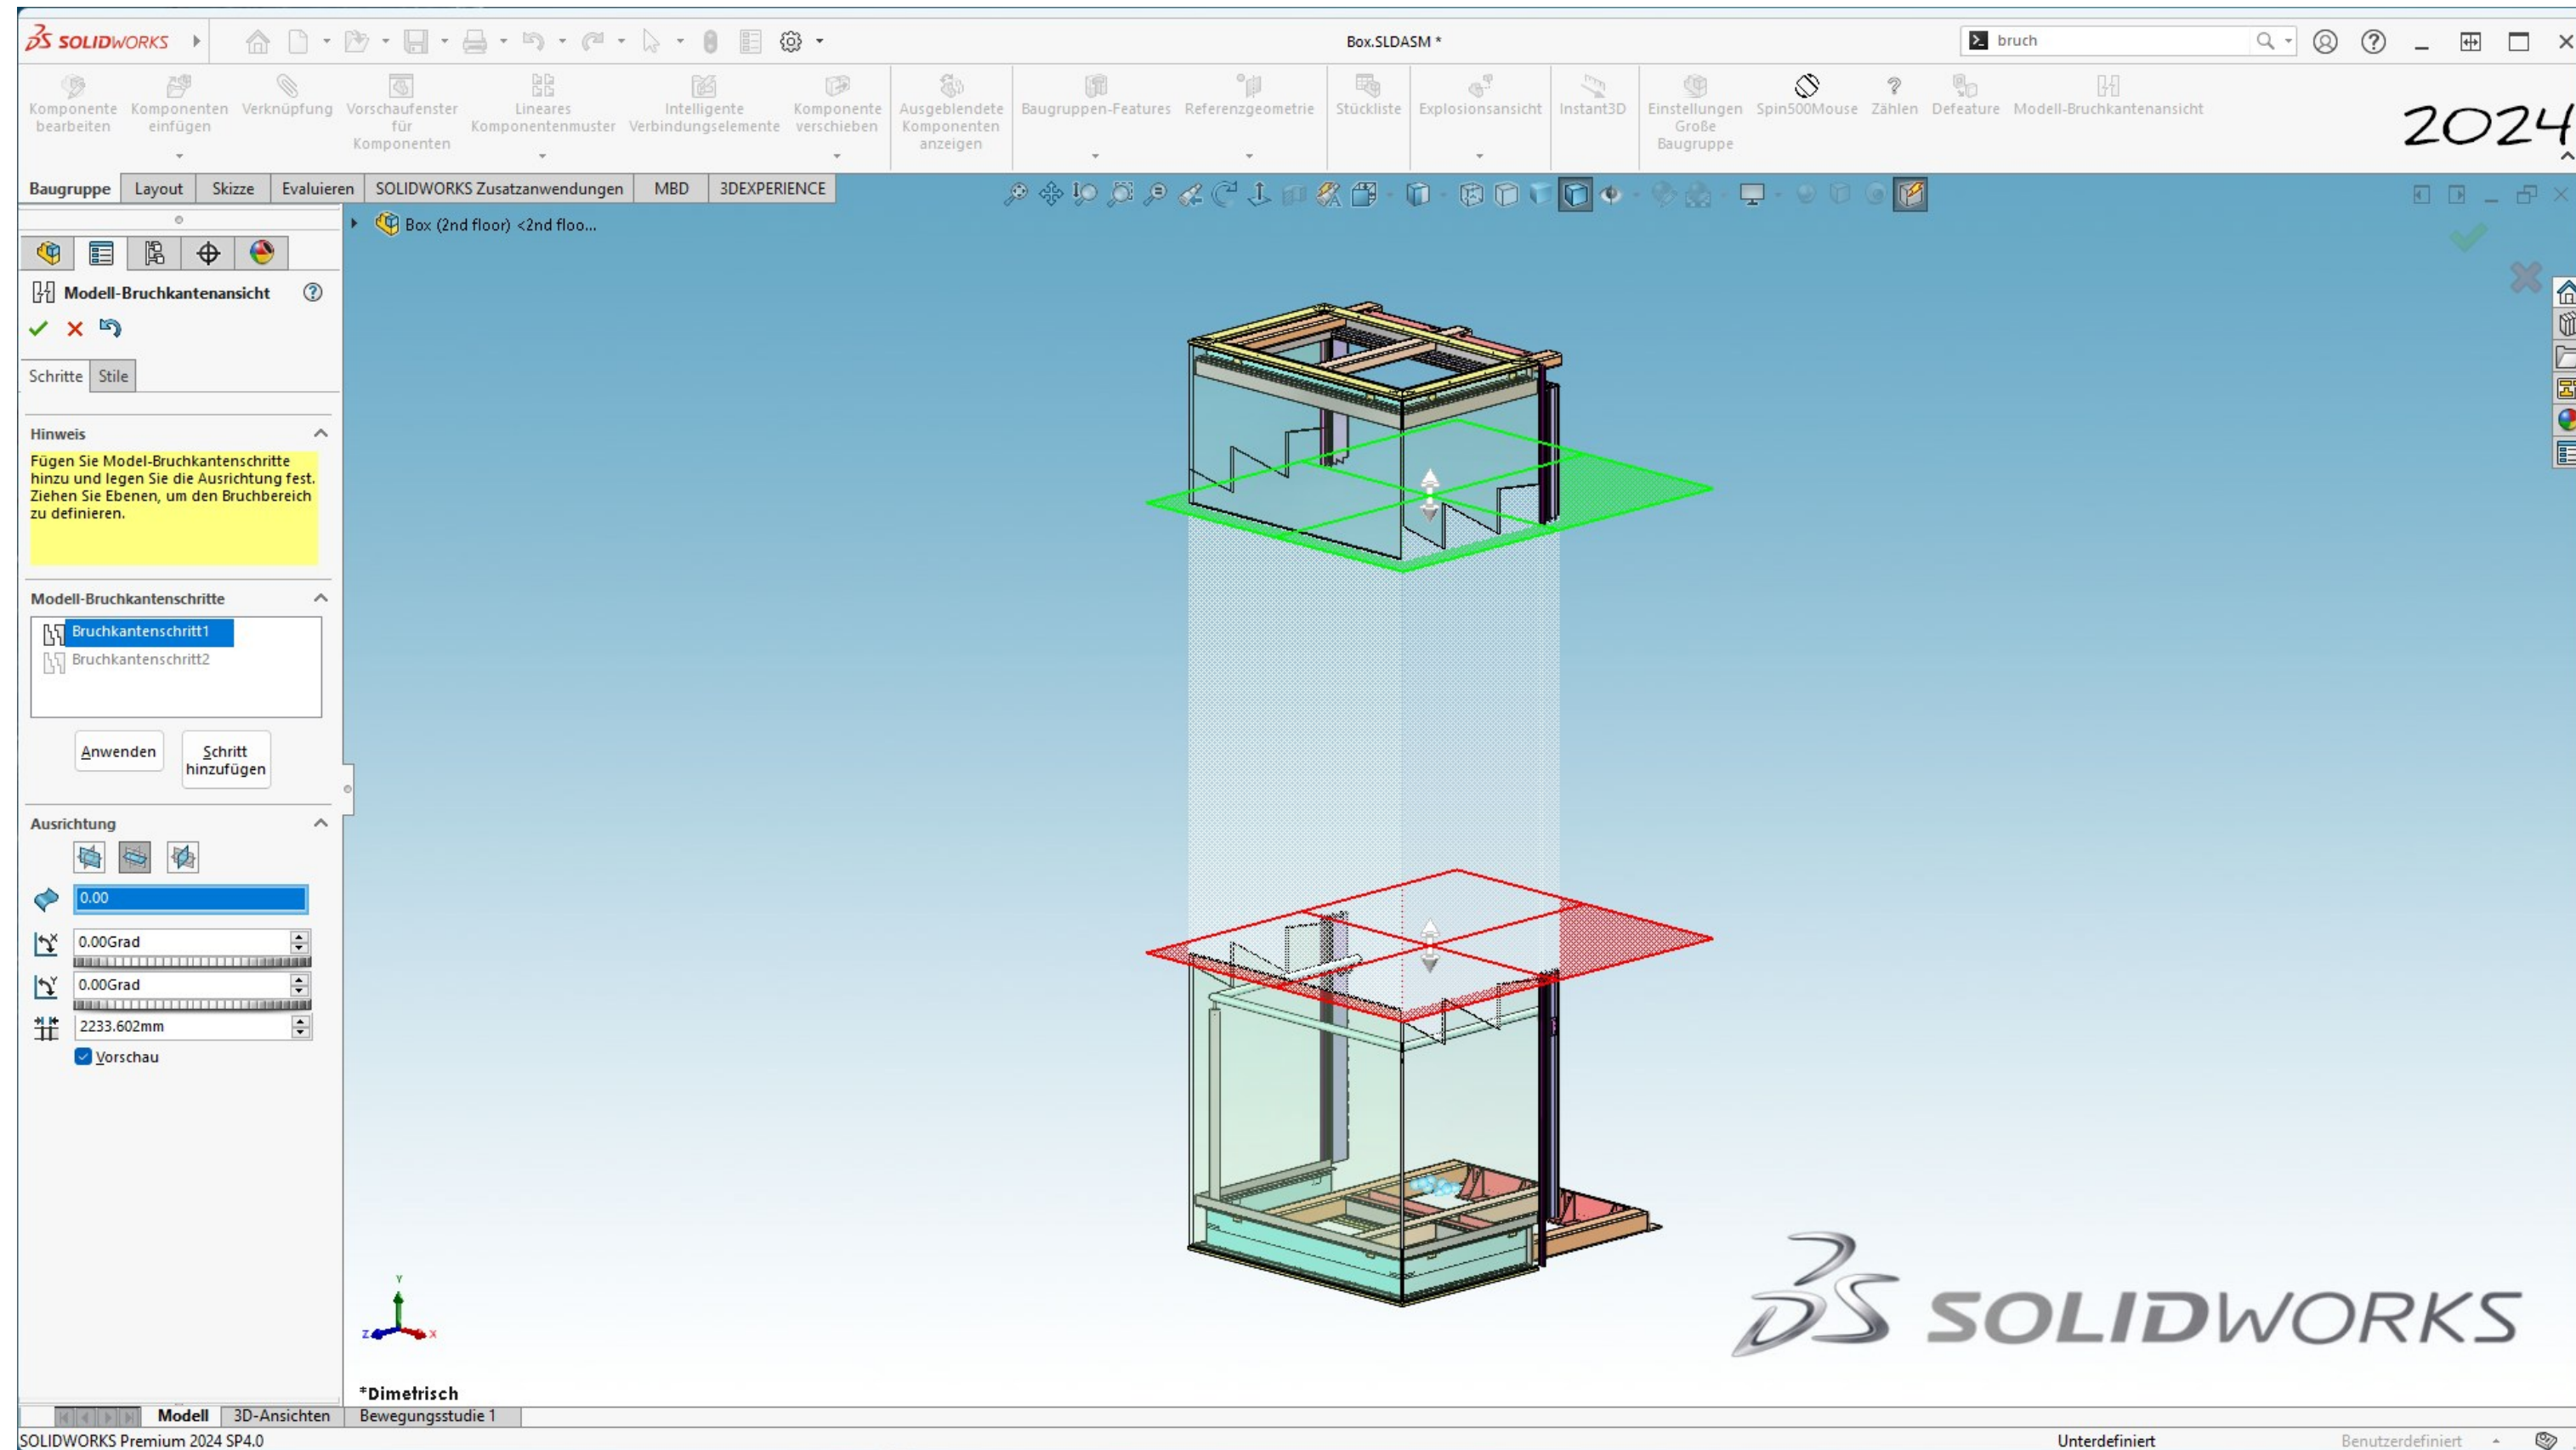 SOLIDWORKS
Box.SLDASM *
bruch
Komponente bearbeiten
Komponenten einfügen
Verknüpfung
Vorschaufenster für Komponenten
Lineares Komponentenmuster
Intelligente Verbindungselemente
Komponente verschieben
Ausgeblendete Komponenten anzeigen
Baugruppen-Features
Referenzgeometrie
Stückliste
Explosionsansicht
Instant3D
Einstellungen Große Baugruppe
Spin500Mouse
Zählen
Defeature
Modell-Bruchkantenansicht
2024
Baugruppe
Layout
Skizze
Evaluieren
SOLIDWORKS Zusatzanwendungen
MBD
3DEXPERIENCE
Box (2nd floor) <2nd floo...
Modell-Bruchkantenansicht
Schritte
Stile
Hinweis
Fügen Sie Model-Bruchkantenschritte
hinzu und legen Sie die Ausrichtung fest.
Ziehen Sie Ebenen, um den Bruchbereich
zu definieren.
Modell-Bruchkantenschritte
Bruchkantenschritt1
Bruchkantenschritt2
Anwenden
Schritt
hinzufügen
Ausrichtung
0.00
0.00Grad
0.00Grad
2233.602mm
Vorschau
Y
Z
X
*Dimetrisch
SOLIDWORKS
Modell
3D-Ansichten
Bewegungsstudie 1
SOLIDWORKS Premium 2024 SP4.0
Unterdefiniert
Benutzerdefiniert